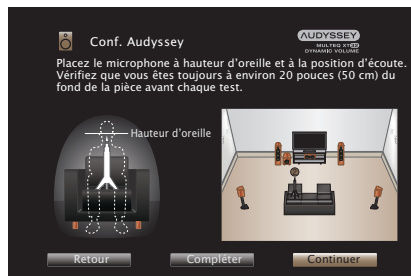 Conf. Audyssey
AUDYSSEY
MULTEQ XT32
DYNAMIC VOLUME
Placez le microphone à hauteur d'oreille et à la position d'écoute.
Vérifiez que vous êtes toujours à environ 20 pouces (50 cm) du
fond de la pièce avant chaque test.
Hauteur d'oreille
Retour
Compléter
Continuer